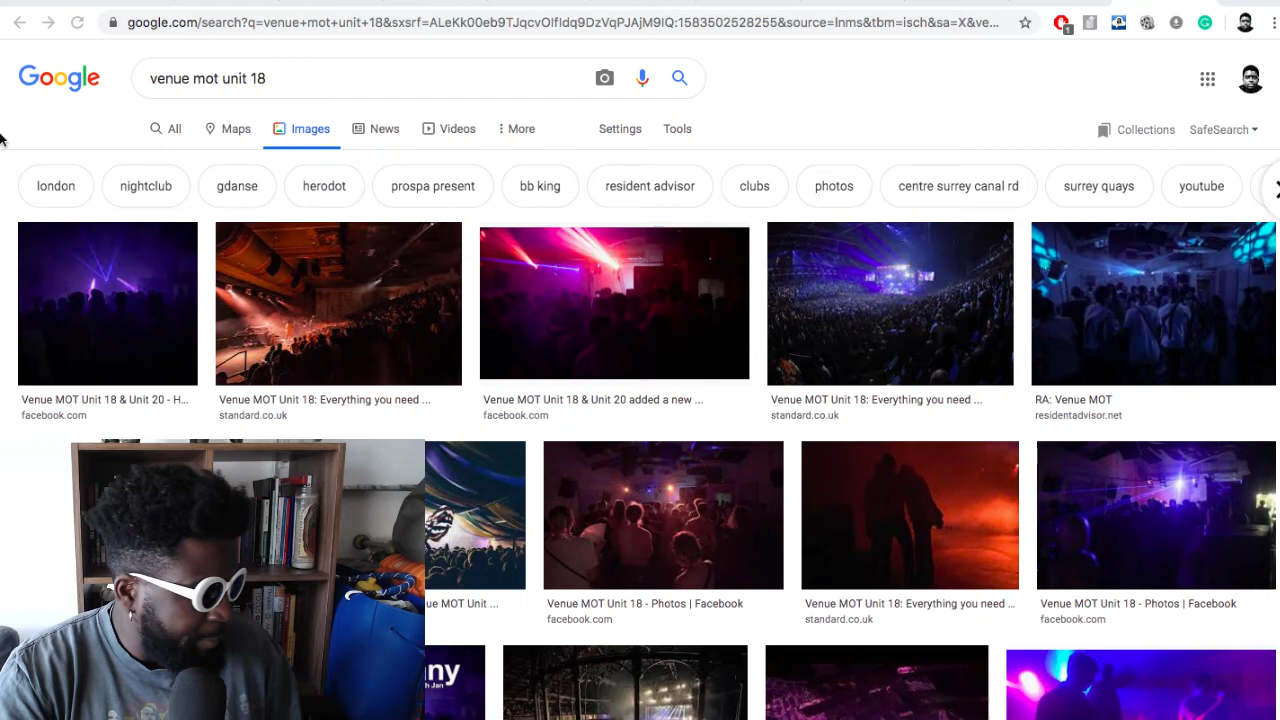 google.com/search?q=venue+mot+unit+18&sxsrf=ALeKk00eb9TJqcvOlfIdq9DzVqPJAjM9IQ:1583502528255&source=lnms&tbm=isch&sa=X&ve...
1
Google
venue mot unit 18
All
Maps
Images
News
Videos
More
Settings
Tools
Collections
SafeSearch
london
nightclub
gdanse
herodot
prospa present
bb king
resident advisor
clubs
photos
centre surrey canal rd
surrey quays
youtube
Venue MOT Unit 18 & Unit 20 - H...
facebook.com
Venue MOT Unit 18: Everything you need ...
standard.co.uk
Venue MOT Unit 18 & Unit 20 added a new ...
facebook.com
Venue MOT Unit 18: Everything you need ...
standard.co.uk
RA: Venue MOT
residentadvisor.net
ue MOT Unit ...
Venue MOT Unit 18 - Photos | Facebook
facebook.com
Venue MOT Unit 18: Everything you need ...
standard.co.uk
Venue MOT Unit 18 - Photos | Facebook
facebook.com
ny
th Jan